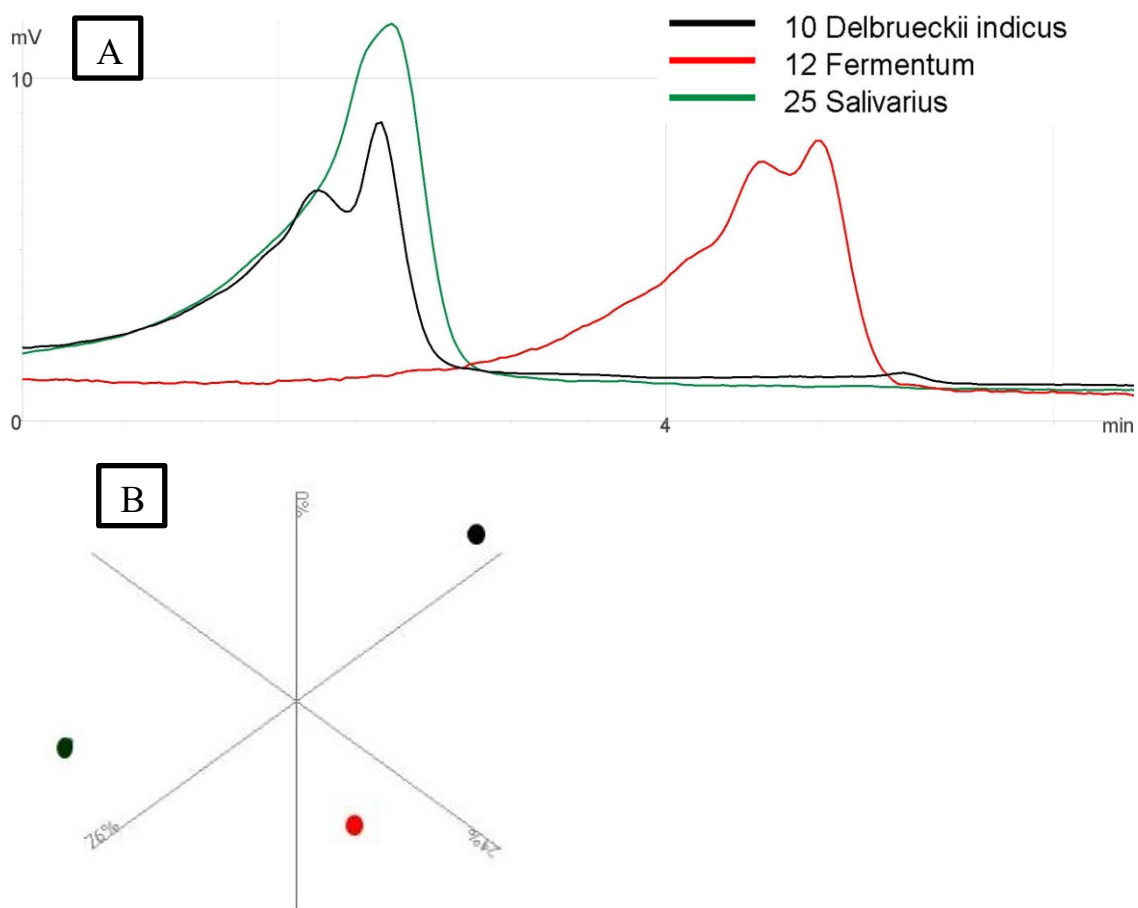 mV
A
10 Delbrueckii indicus
12 Fermentum
25 Salivarius
10
0
4
min
B
0%
76%
24%